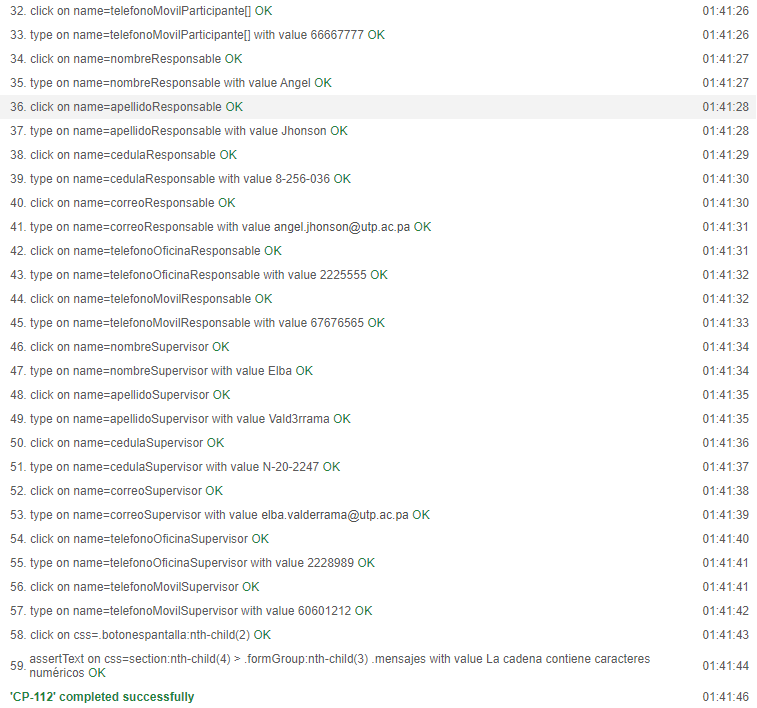 32. click on name=telefonoMovilParticipante[] OK 01:41:26
33. type on name=telefonoMovilParticipante[] with value 66667777 OK 01:41:26
34. click on name=nombreResponsable OK 01:41:27
35. type on name=nombreResponsable with value Angel OK 01:41:27
36. click on name=apellidoResponsable OK 01:41:28
37. type on name=apellidoResponsable with value Jhonson OK 01:41:28
38. click on name=cedulaResponsable OK 01:41:29
39. type on name=cedulaResponsable with value 8-256-036 OK 01:41:30
40. click on name=correoResponsable OK 01:41:30
41. type on name=correoResponsable with value angel.jhonson@utp.ac.pa OK 01:41:31
42. click on name=telefonoOficinaResponsable OK 01:41:31
43. type on name=telefonoOficinaResponsable with value 2225555 OK 01:41:32
44. click on name=telefonoMovilResponsable OK 01:41:32
45. type on name=telefonoMovilResponsable with value 67676565 OK 01:41:33
46. click on name=nombreSupervisor OK 01:41:34
47. type on name=nombreSupervisor with value Elba OK 01:41:34
48. click on name=apellidoSupervisor OK 01:41:35
49. type on name=apellidoSupervisor with value Vald3rrama OK 01:41:35
50. click on name=cedulaSupervisor OK 01:41:36
51. type on name=cedulaSupervisor with value N-20-2247 OK 01:41:37
52. click on name=correoSupervisor OK 01:41:38
53. type on name=correoSupervisor with value elba.valderrama@utp.ac.pa OK 01:41:39
54. click on name=telefonoOficinaSupervisor OK 01:41:40
55. type on name=telefonoOficinaSupervisor with value 2228989 OK 01:41:41
56. click on name=telefonoMovilSupervisor OK 01:41:41
57. type on name=telefonoMovilSupervisor with value 60601212 OK 01:41:42
58. click on css=.botonespantalla:nth-child(2) OK 01:41:43
59. assertText on css=section:nth-child(4) > .formGroup:nth-child(3) .mensajes with value La cadena contiene caracteres
numéricos OK 01:41:44
'CP-112' completed successfully 01:41:46